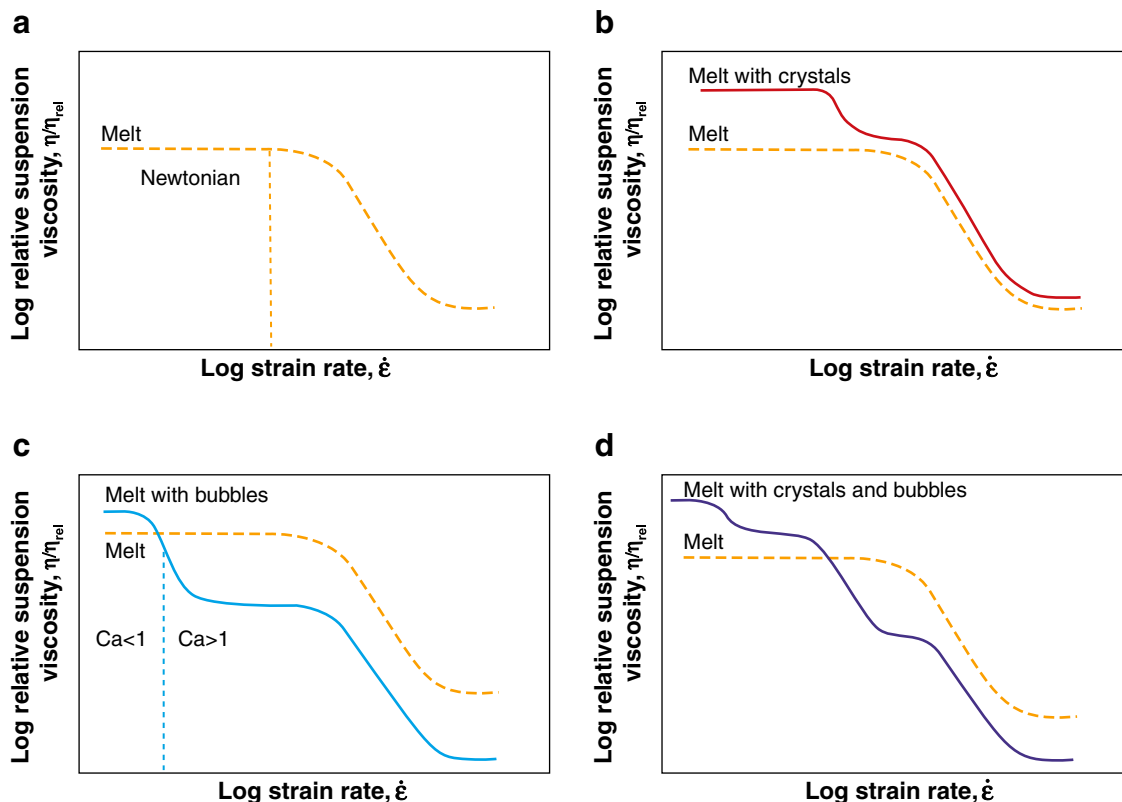 a
Log relative suspension
viscosity, η/ηrel
Melt
Newtonian
Log strain rate, ε̇
b
Log relative suspension
viscosity, η/ηrel
Melt with crystals
Melt
Log strain rate, ε̇
c
Log relative suspension
viscosity, η/ηrel
Melt with bubbles
Melt
Ca<1 Ca>1
Log strain rate, ε̇
d
Log relative suspension
viscosity, η/ηrel
Melt with crystals and bubbles
Melt
Log strain rate, ε̇